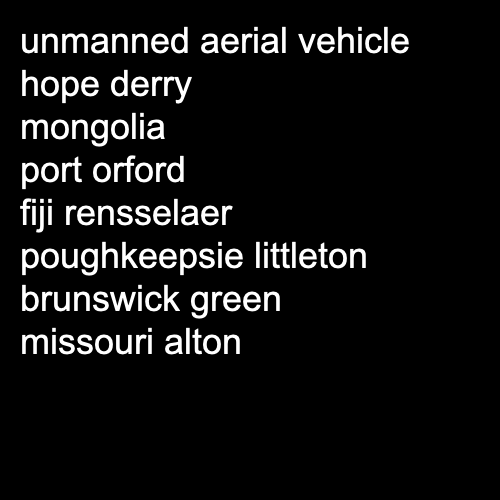 unmanned aerial vehicle
hope derry
mongolia
port orford
fiji rensselaer
poughkeepsie littleton
brunswick green
missouri alton